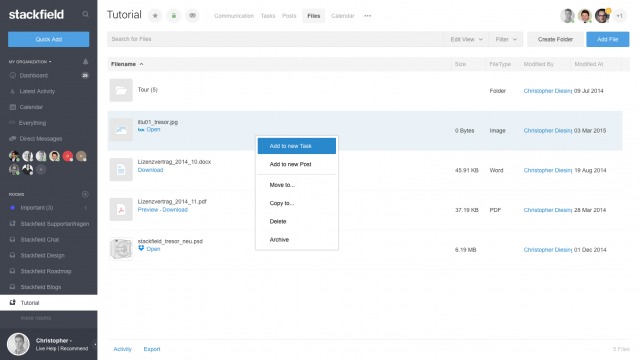 stackfield
Tutorial
Communication Tasks Posts Files Calendar
+1
Quick Add
Search for Files
Edit View
Filter
Create Folder
Add File
MY ORGANIZATION
Dashboard
Latest Activity
Calendar
Everything
Direct Messages
ROOMS
Important (3)
Stackfield Supportanfragen
Stackfield Chat
Stackfield Design
Stackfield Roadmap
Stackfield Blogs
Tutorial
Christopher
Live Help | Recommend
Filename Size FileType Modified By Modified At
Tour (5) Folder Christopher Diesing 09 Jul 2014
illu01_tresor.jpg
Open
0 Bytes Image Christopher Diesing 03 Mar 2015
Lizenzvertrag_2014_10.docx
Download
45.91 KB Word Christopher Diesing 19 Aug 2014
Lizenzvertrag_2014_11.pdf
Preview - Download
37.19 KB PDF Christopher Diesing 28 Mar 2014
stackfield_tresor_neu.psd
Open
6.19 MB Christopher Diesing 01 Dec 2014
Add to new Task
Add to new Post
Move to...
Copy to...
Delete
Archive
Activity Export
5 Files